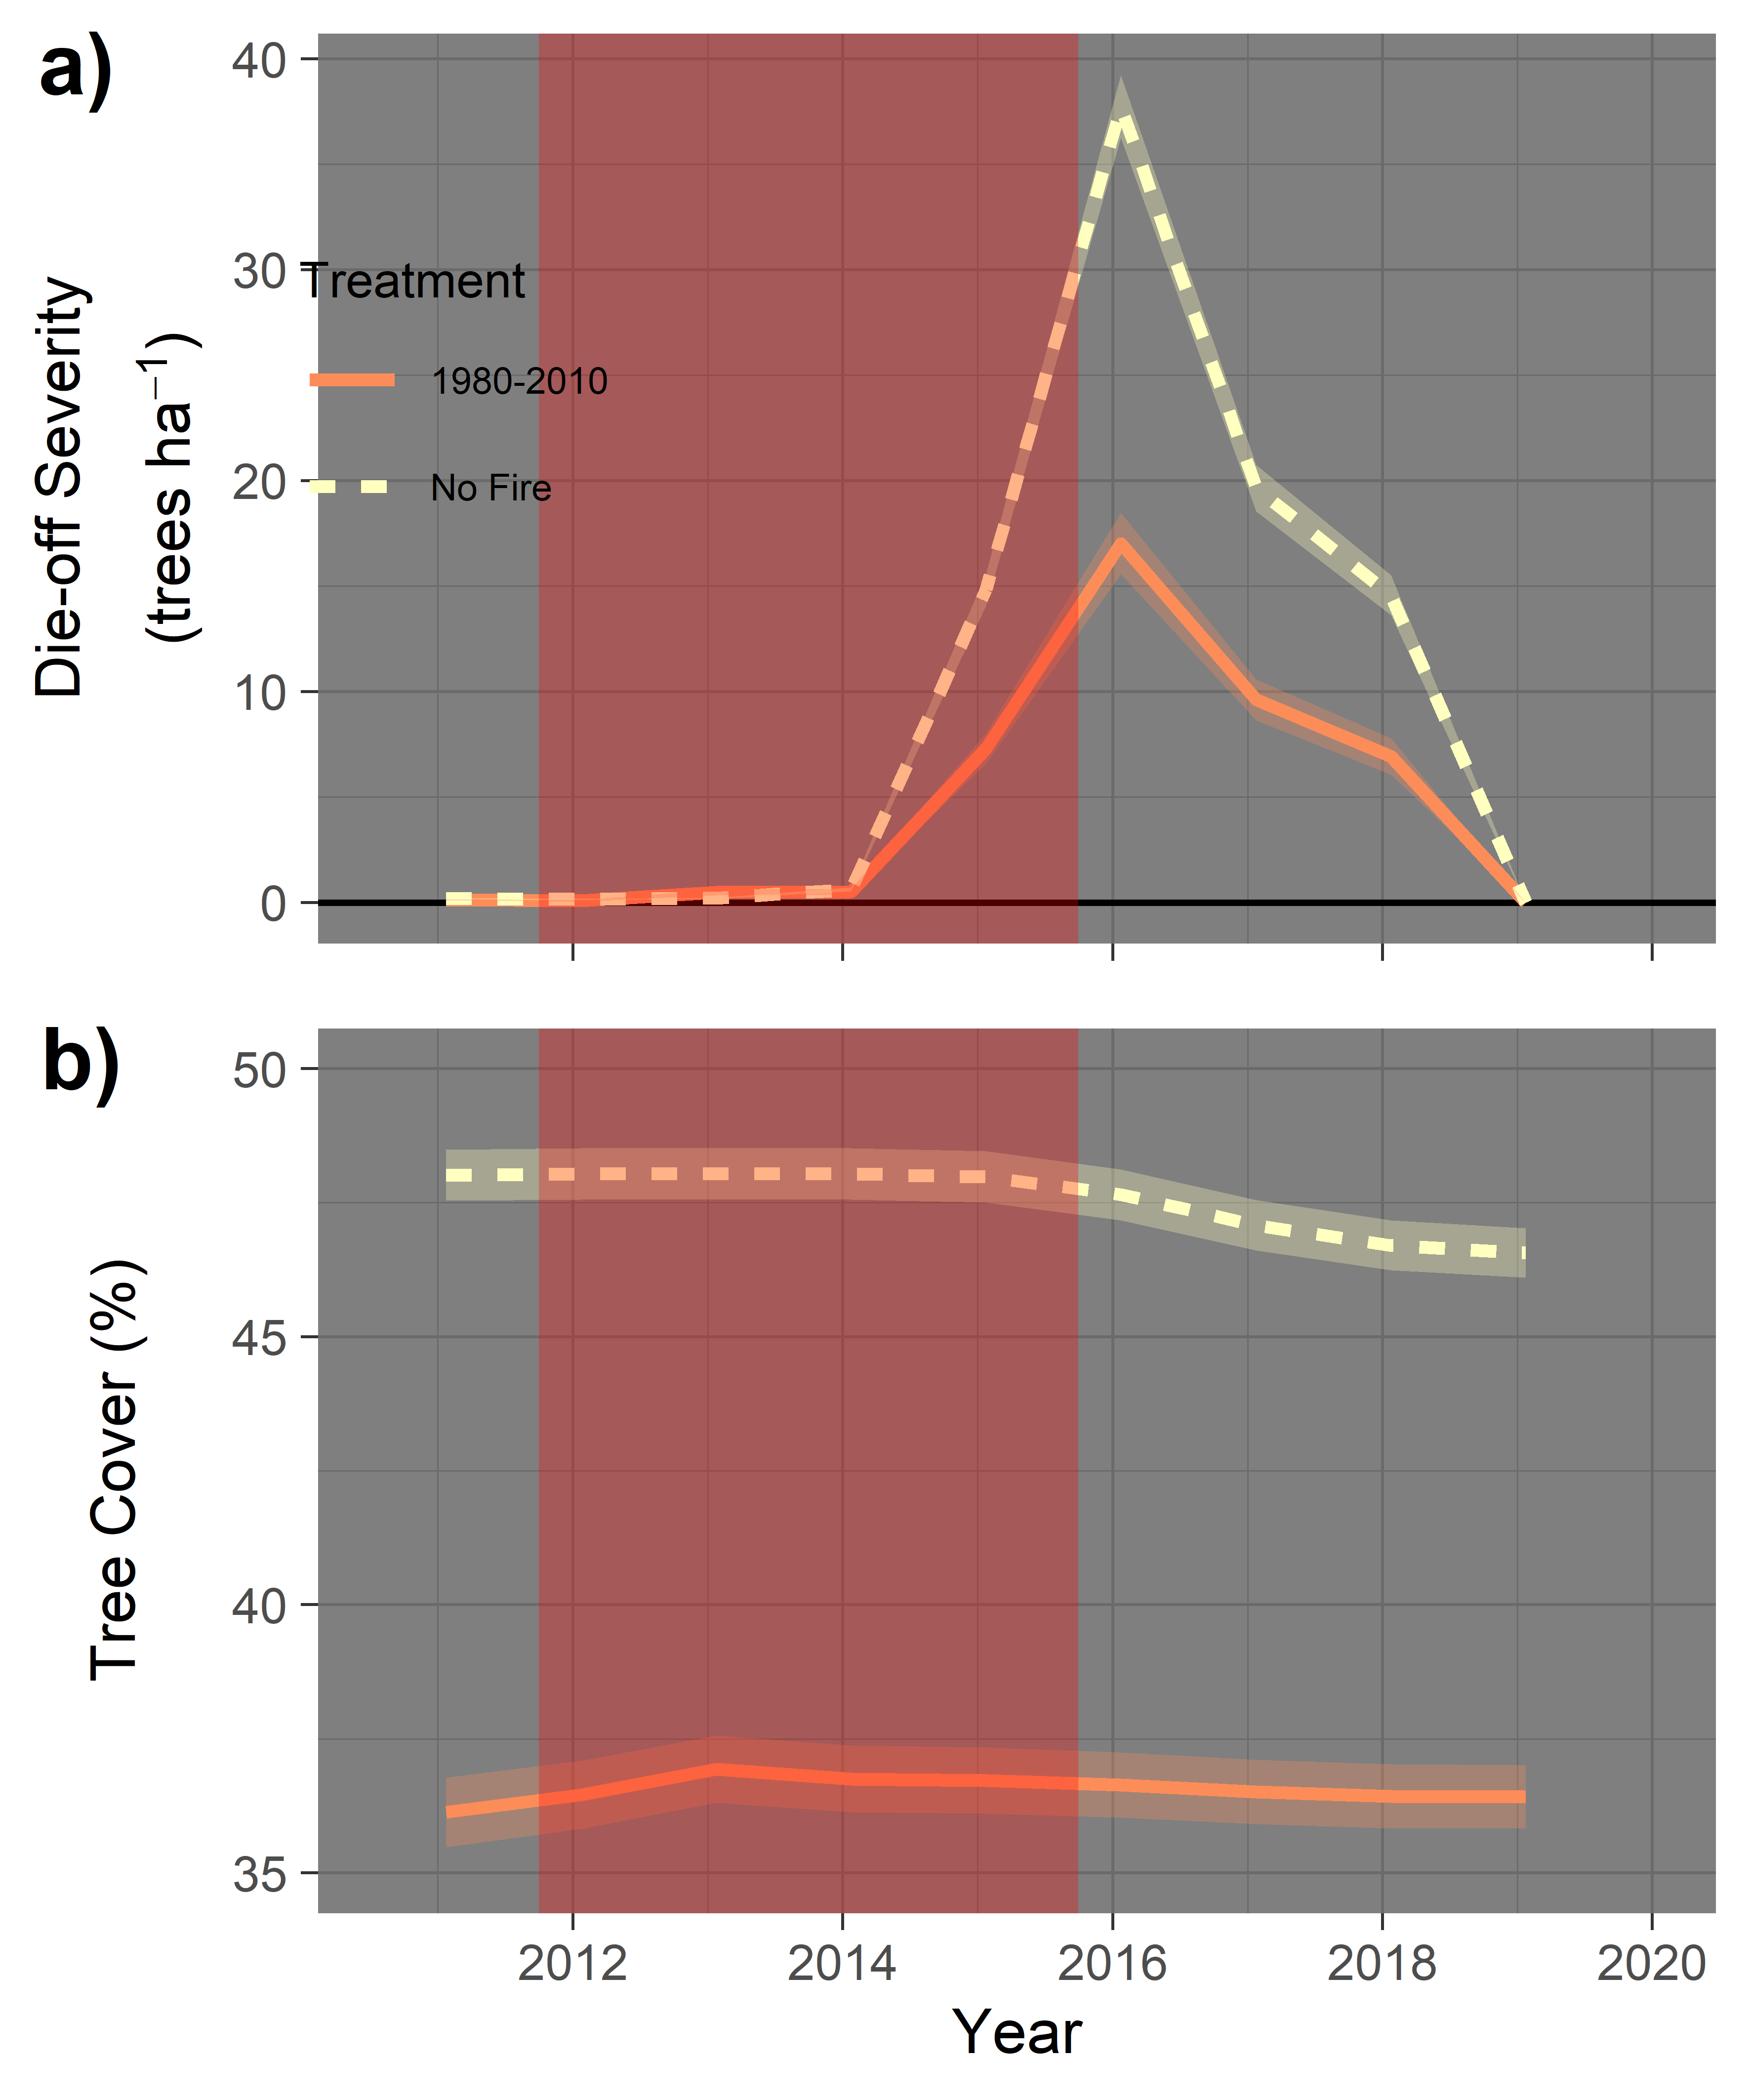 a)
40
30
20
10
0
Die-off Severity
(trees ha⁻¹)
Treatment
1980-2010
No Fire
b)
50
45
40
35
Tree Cover (%)
2012 2014 2016 2018 2020
Year